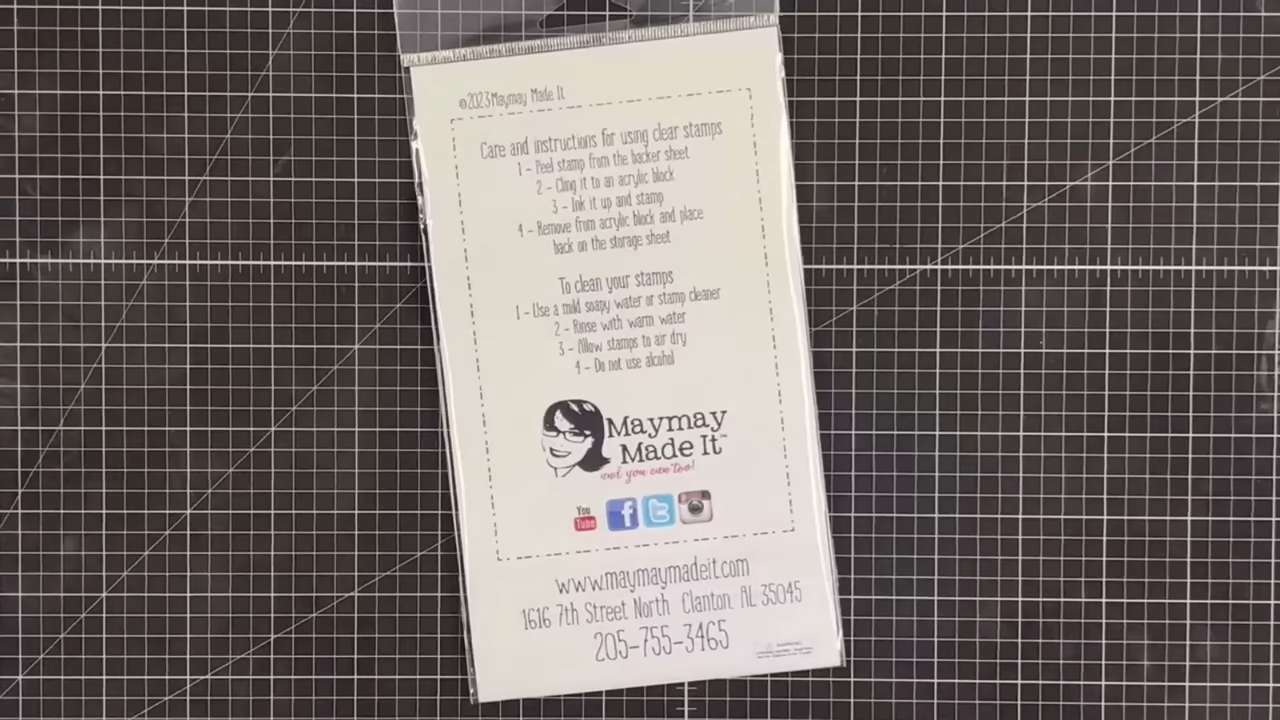 ©2023 Maymay Made It
Care and instructions for using clear stamps
1 - Peel stamp from the backer sheet
2 - Cling it to an acrylic block
3 - Ink it up and stamp
4 - Remove from acrylic block and place
back on the storage sheet
To clean your stamps
1 - Use a mild soapy water or stamp cleaner
2 - Rinse with warm water
3 - Allow stamps to air dry
4 - Do not use alcohol
Maymay
Made It™
and you can too!
You
Tube
www.maymaymadeit.com
1616 7th Street North Clanton, AL 35045
205-755-3465